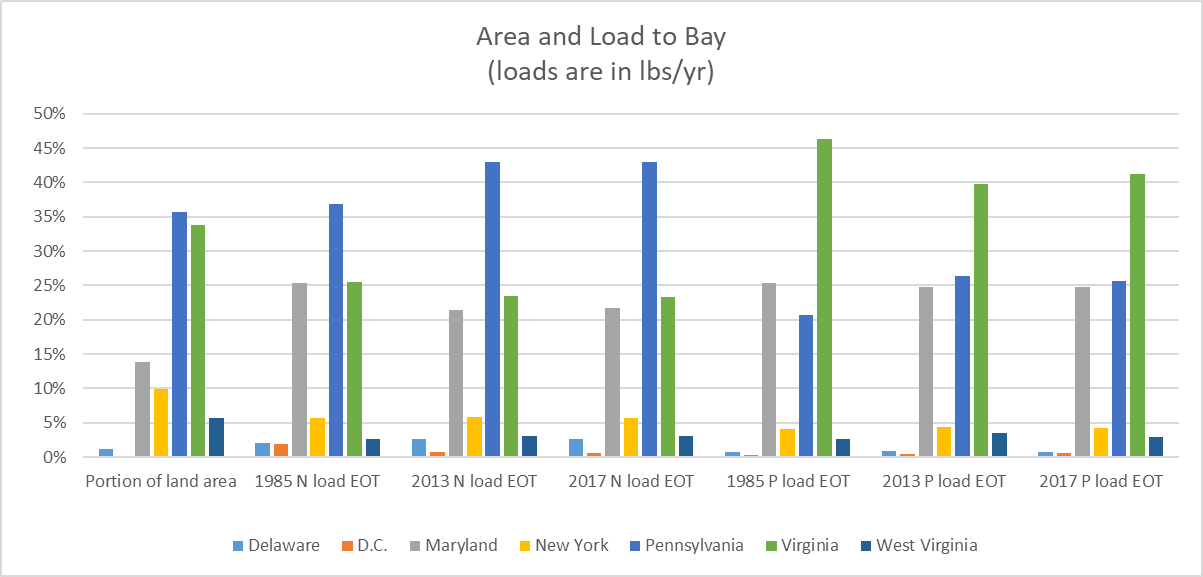 Area and Load to Bay
(loads are in lbs/yr)
50%
45%
40%
35%
30%
25%
20%
15%
10%
5%
0%
Portion of land area 1985 N load EOT 2013 N load EOT 2017 N load EOT 1985 P load EOT 2013 P load EOT 2017 P load EOT
Delaware D.C. Maryland New York Pennsylvania Virginia West Virginia